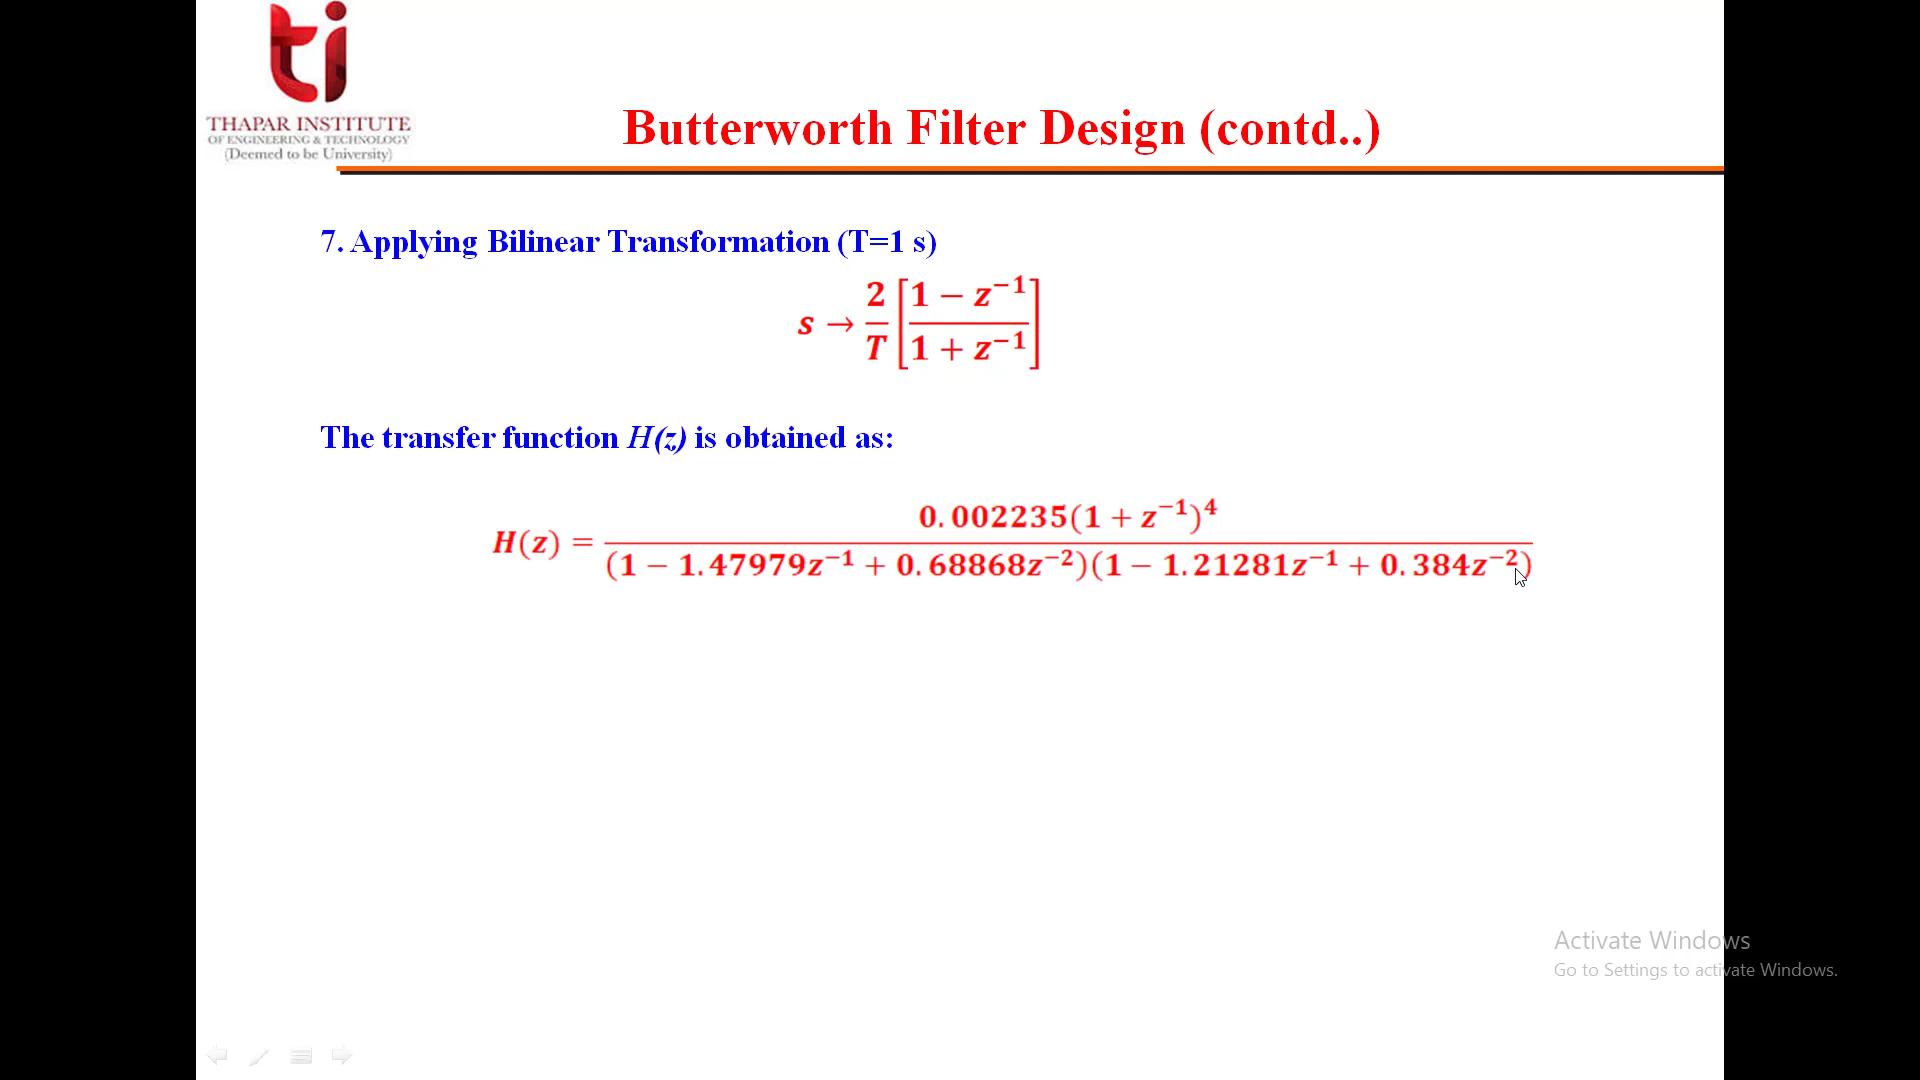 ti
THAPAR INSTITUTE
OF ENGINEERING & TECHNOLOGY
(Deemed to be University)
Butterworth Filter Design (contd..)
7. Applying Bilinear Transformation (T=1 s)
s → 2/T [(1 − z⁻¹)/(1 + z⁻¹)]
The transfer function H(z) is obtained as:
H(z) = 0.002235(1 + z⁻¹)⁴ / (1 − 1.47979z⁻¹ + 0.68868z⁻²)(1 − 1.21281z⁻¹ + 0.384z⁻²)
Activate Windows
Go to Settings to activate Windows.